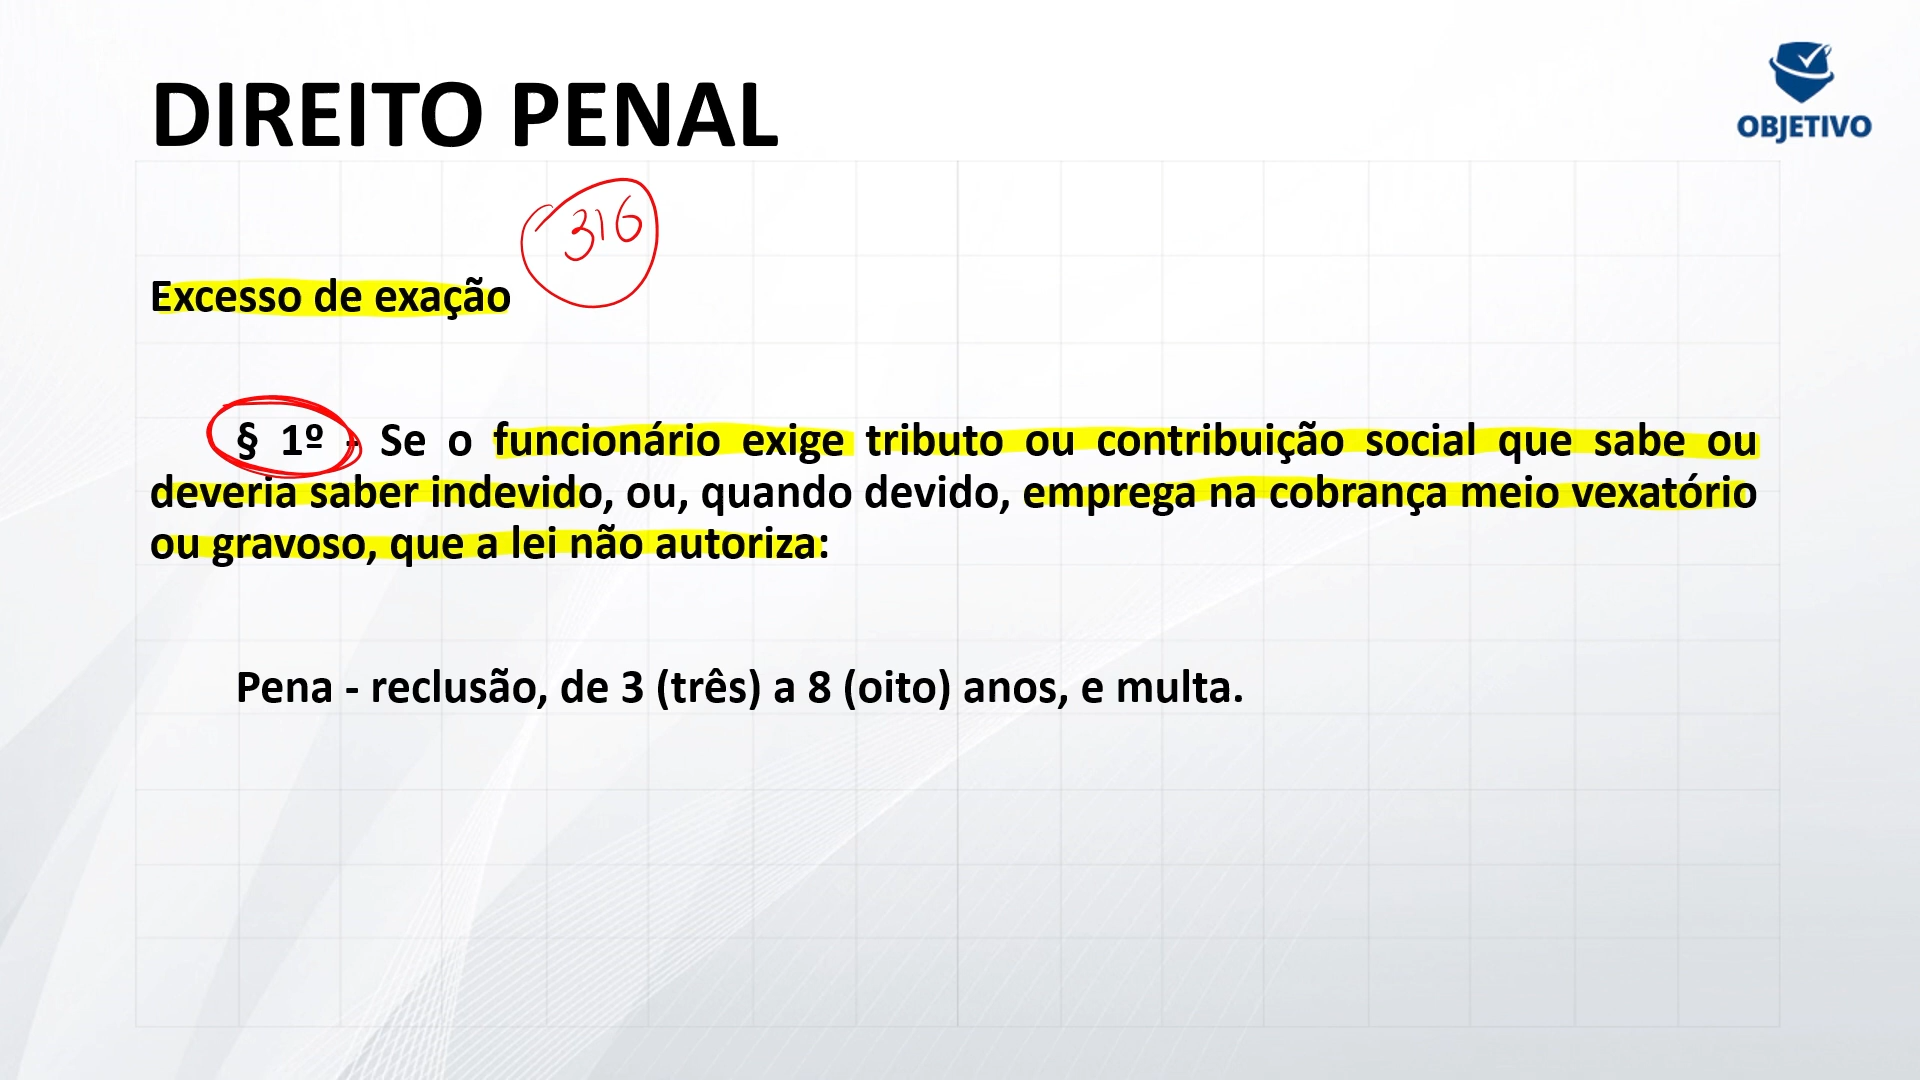 DIREITO PENAL
OBJETIVO
316
Excesso de exação
§ 1º - Se o funcionário exige tributo ou contribuição social que sabe ou
deveria saber indevido, ou, quando devido, emprega na cobrança meio vexatório
ou gravoso, que a lei não autoriza:
Pena - reclusão, de 3 (três) a 8 (oito) anos, e multa.